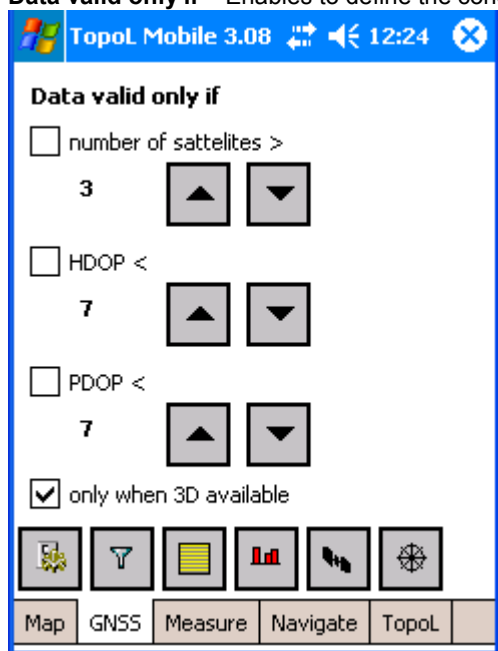 Data valid only if – Enables to define the con
TopoL Mobile 3.08 12:24
Data valid only if
number of sattelites >
3
HDOP <
7
PDOP <
7
only when 3D available
Map GNSS Measure Navigate TopoL